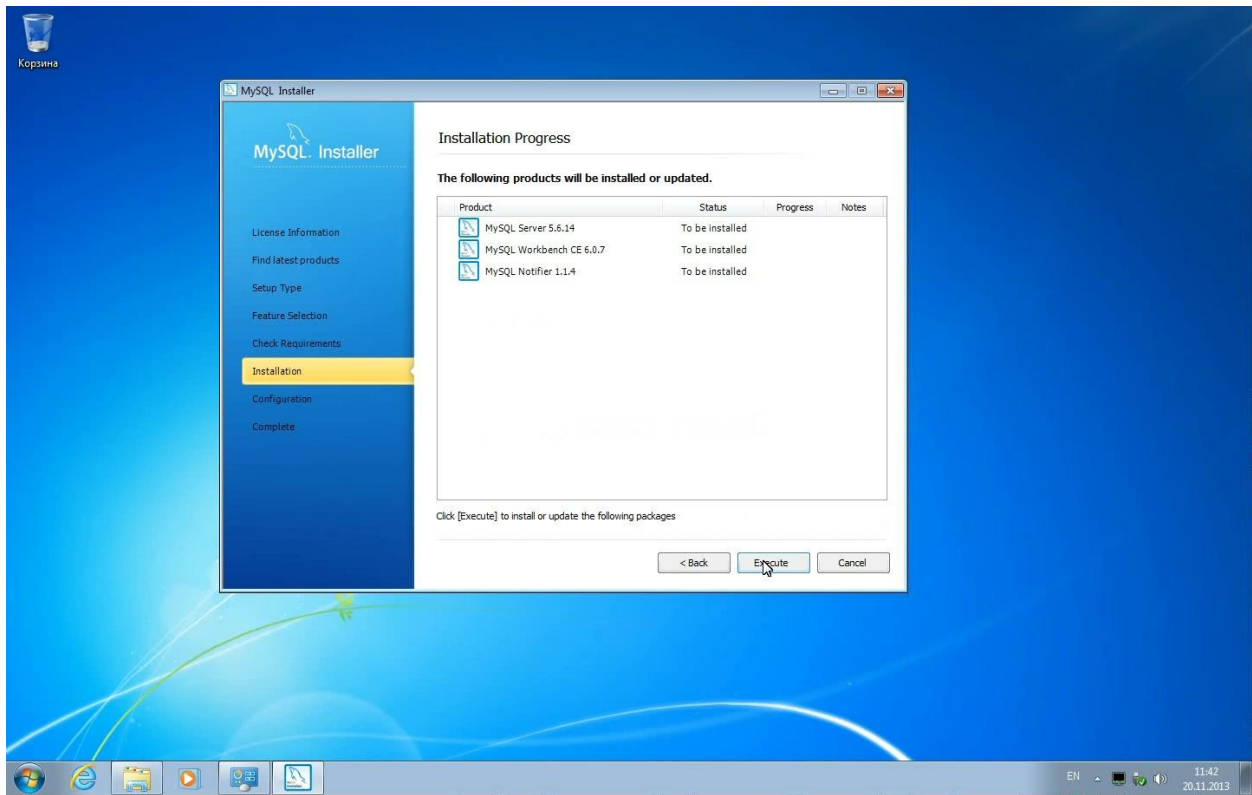 Корзина
MySQL Installer
MySQL. Installer
License Information
Find latest products
Setup Type
Feature Selection
Check Requirements
Installation
Configuration
Complete
Installation Progress
The following products will be installed or updated.
Product Status Progress Notes
MySQL Server 5.6.14 To be installed
MySQL Workbench CE 6.0.7 To be installed
MySQL Notifier 1.1.4 To be installed
Click [Execute] to install or update the following packages
< Back Execute Cancel
EN 11:42
20.11.2013